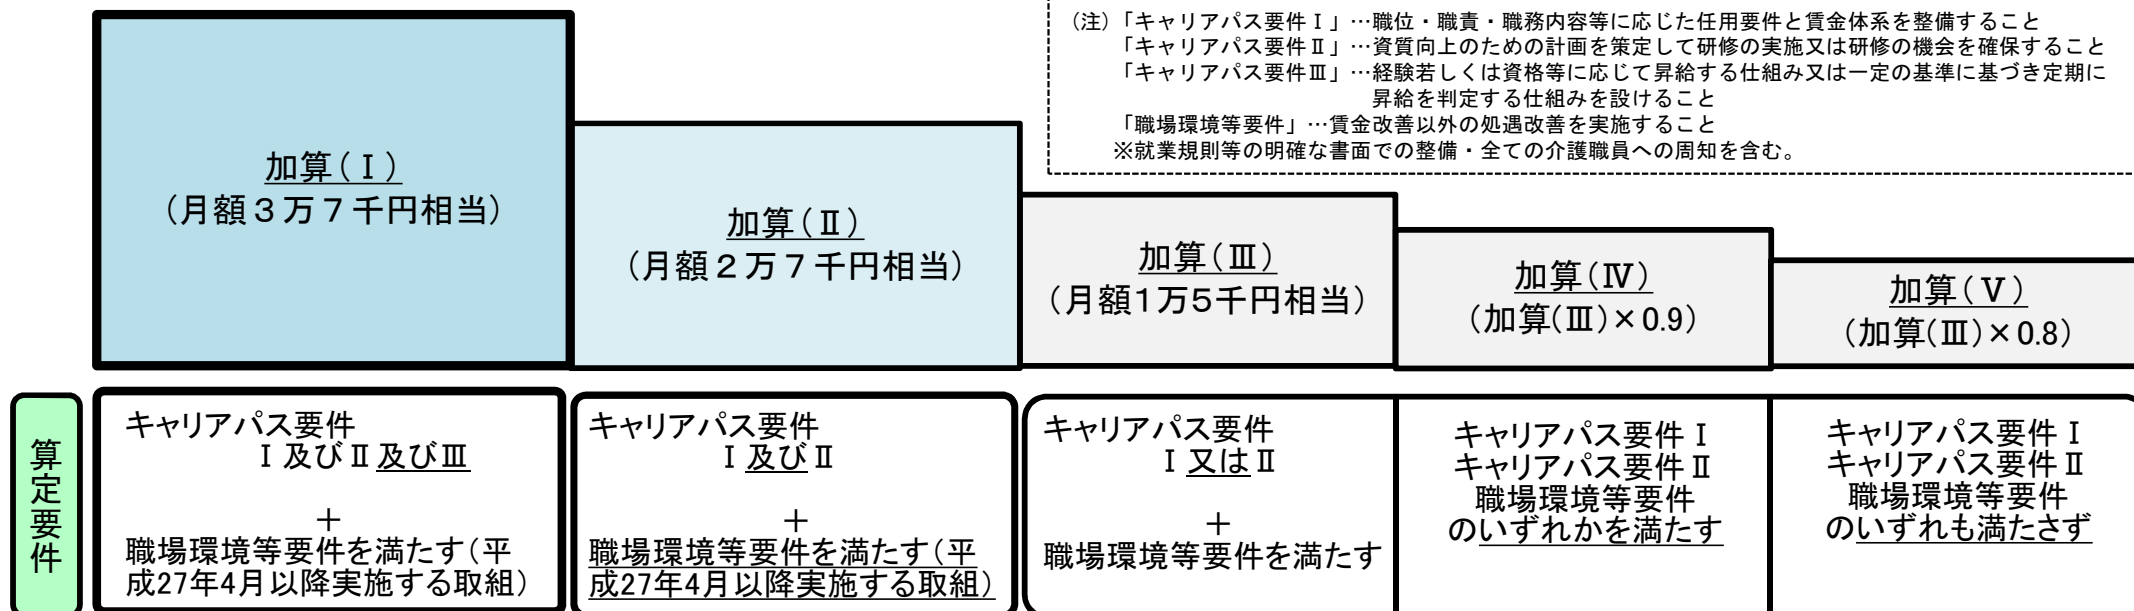 (注)「キャリアパス要件Ⅰ」…職位・職責・職務内容等に応じた任用要件と賃金体系を整備すること
「キャリアパス要件Ⅱ」…資質向上のための計画を策定して研修の実施又は研修の機会を確保すること
「キャリアパス要件Ⅲ」…経験若しくは資格等に応じて昇給する仕組み又は一定の基準に基づき定期に
昇給を判定する仕組みを設けること
「職場環境等要件」…賃金改善以外の処遇改善を実施すること
※就業規則等の明確な書面での整備・全ての介護職員への周知を含む。
加算(Ⅰ)
(月額3万7千円相当)
加算(Ⅱ)
(月額2万7千円相当)
加算(Ⅲ)
(月額1万5千円相当)
加算(Ⅳ)
(加算(Ⅲ)×0.9)
加算(Ⅴ)
(加算(Ⅲ)×0.8)
算定要件
キャリアパス要件
Ⅰ及びⅡ及びⅢ
+
職場環境等要件を満たす(平
成27年4月以降実施する取組)
キャリアパス要件
Ⅰ及びⅡ
+
職場環境等要件を満たす(平
成27年4月以降実施する取組)
キャリアパス要件
Ⅰ又はⅡ
+
職場環境等要件を満たす
キャリアパス要件Ⅰ
キャリアパス要件Ⅱ
職場環境等要件
のいずれかを満たす
キャリアパス要件Ⅰ
キャリアパス要件Ⅱ
職場環境等要件
のいずれも満たさず